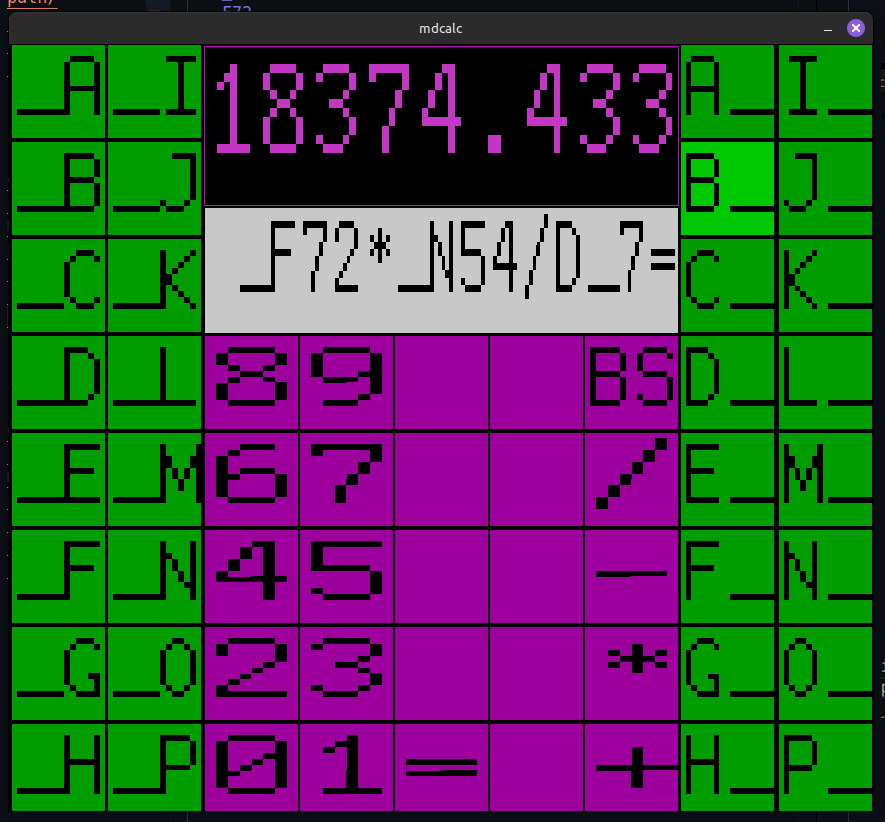 path/
F72
mdcalc
_A _I 18374.433 A_ I_
_B _J B_ J_
_C _K _F72*_N54/D_7= C_ K_
_D _L 8 9 BS D_ L_
_E _M 6 7 / E_ M_
_F _N 4 5 - F_ N_
_G _O 2 3 * G_ O_
_H _P 0 1 = + H_ P_